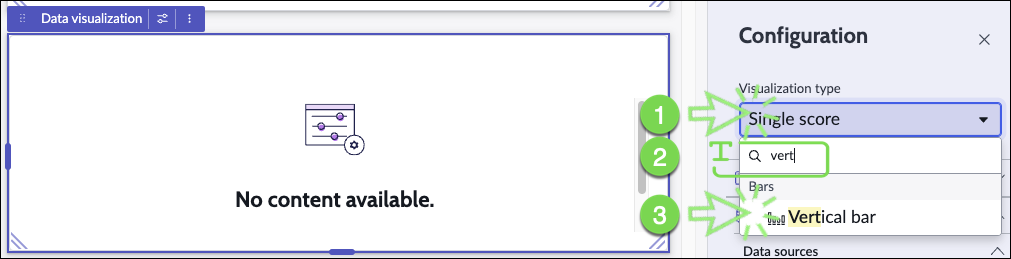 Data visualization
No content available.
Configuration
Visualization type
1
Single score
2
T
vert
Bars
3
Vertical bar
Data sources